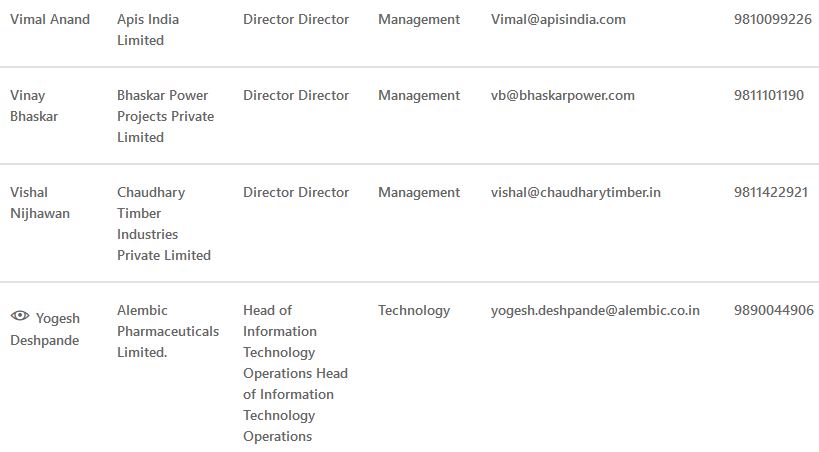 Vimal Anand
Apis India
Limited
Director Director
Management
Vimal@apisindia.com
9810099226
Vinay
Bhaskar
Bhaskar Power
Projects Private
Limited
Director Director
Management
vb@bhaskarpower.com
9811101190
Vishal
Nijhawan
Chaudhary
Timber
Industries
Private Limited
Director Director
Management
vishal@chaudharytimber.in
9811422921
Yogesh
Deshpande
Alembic
Pharmaceuticals
Limited.
Head of
Information
Technology
Operations Head
of Information
Technology
Operations
Technology
yogesh.deshpande@alembic.co.in
9890044906